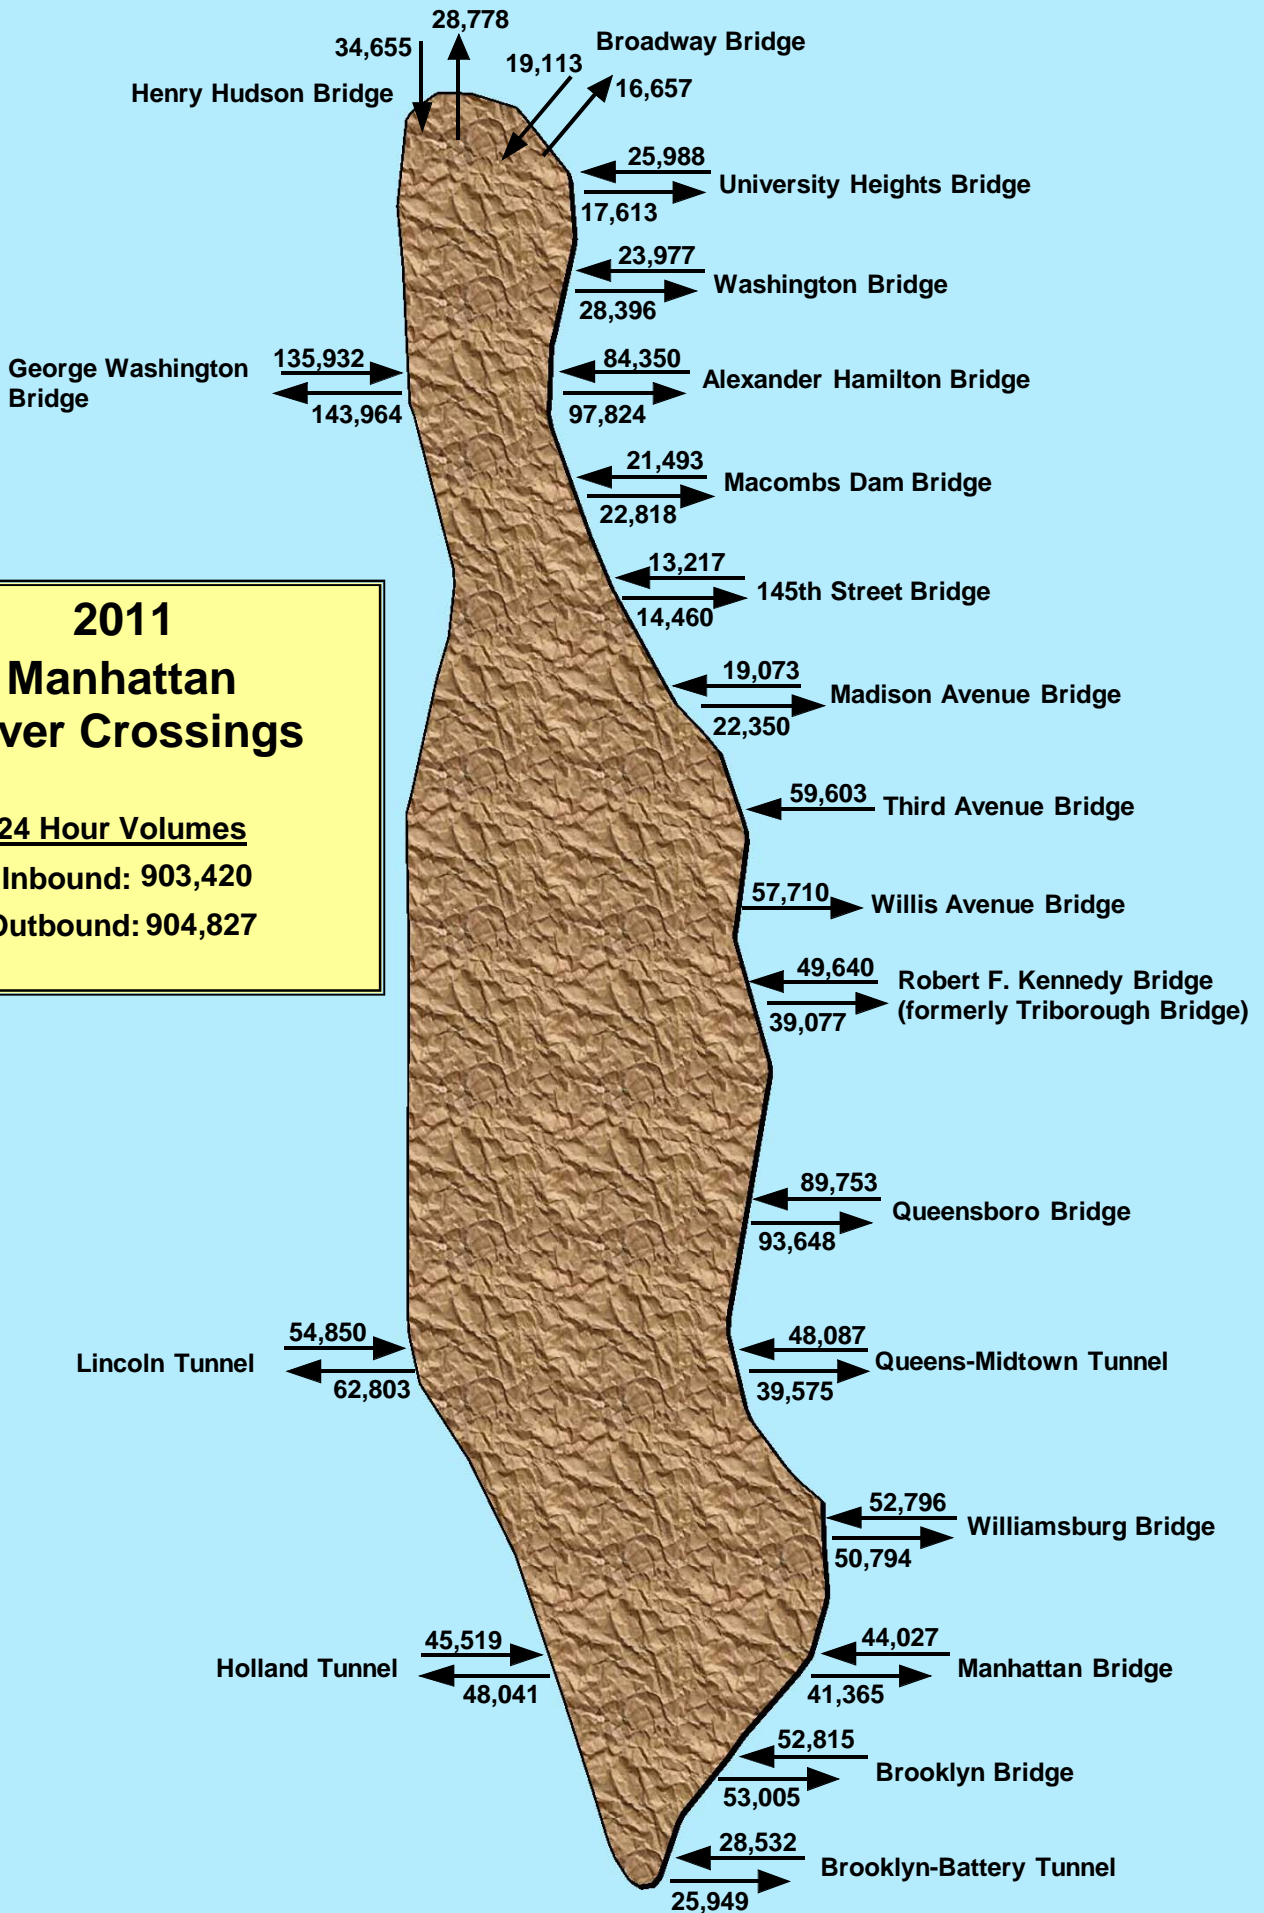 28,778
34,655
Broadway Bridge
19,113
16,657
Henry Hudson Bridge
25,988
University Heights Bridge
17,613
23,977
Washington Bridge
28,396
George Washington
Bridge
135,932
143,964
84,350
Alexander Hamilton Bridge
97,824
21,493
Macombs Dam Bridge
22,818
13,217
145th Street Bridge
14,460
2011
Manhattan
ver Crossings
24 Hour Volumes
Inbound: 903,420
Outbound: 904,827
19,073
Madison Avenue Bridge
22,350
59,603
Third Avenue Bridge
57,710
Willis Avenue Bridge
49,640
Robert F. Kennedy Bridge
(formerly Triborough Bridge)
39,077
89,753
Queensboro Bridge
93,648
54,850
Lincoln Tunnel
62,803
48,087
Queens-Midtown Tunnel
39,575
52,796
Williamsburg Bridge
50,794
45,519
Holland Tunnel
48,041
44,027
Manhattan Bridge
41,365
52,815
Brooklyn Bridge
53,005
28,532
Brooklyn-Battery Tunnel
25,949